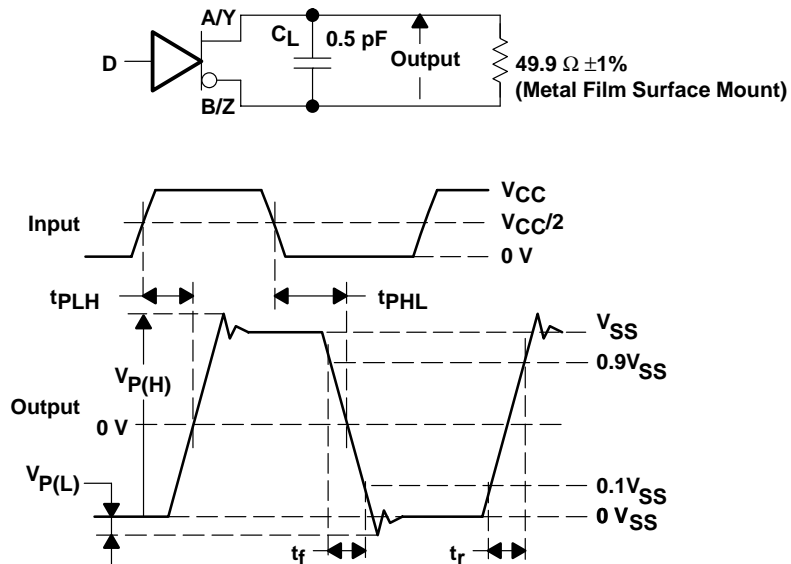 A/Y
D
B/Z
CL
0.5 pF
Output
49.9 Ω ±1%
(Metal Film Surface Mount)
Input
VCC
VCC/2
0 V
tPLH
tPHL
VSS
0.9VSS
VP(H)
Output
0 V
VP(L)
0.1VSS
0 VSS
tf
tr